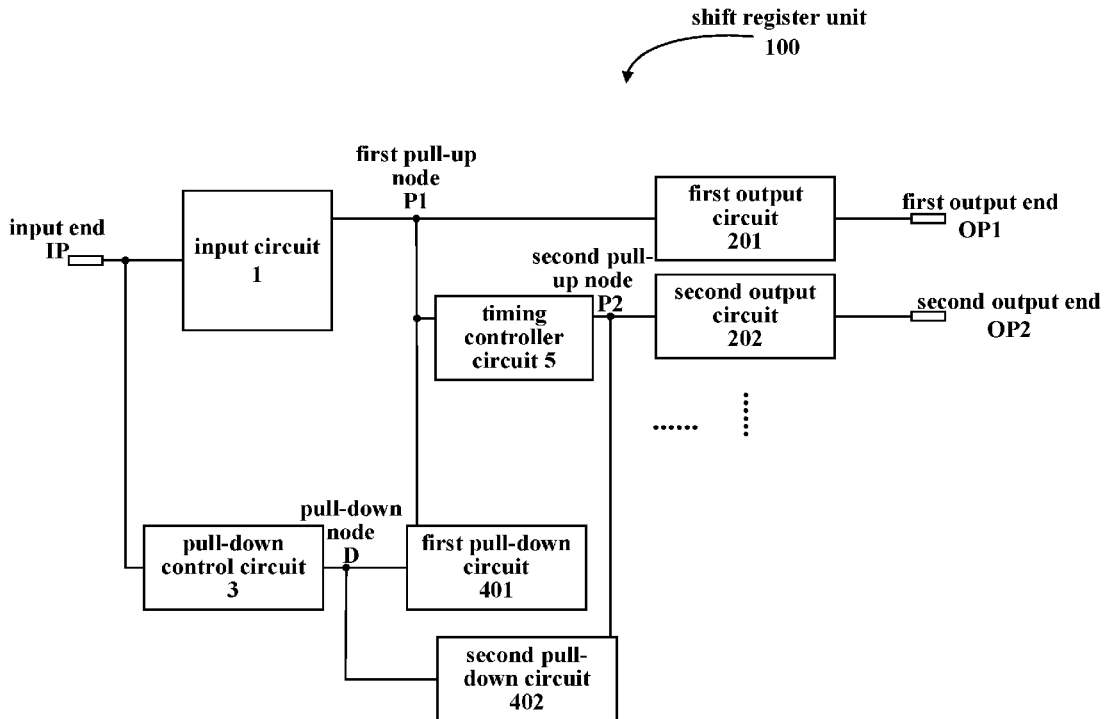 shift register unit
100
first pull-up
node
P1
input end
IP
input circuit
1
first output
circuit
201
first output end
OP1
second pull-
up node
P2
timing
controller
circuit 5
second output
circuit
202
second output end
OP2
pull-down
control circuit
3
pull-down
node
D
first pull-down
circuit
401
second pull-
down circuit
402